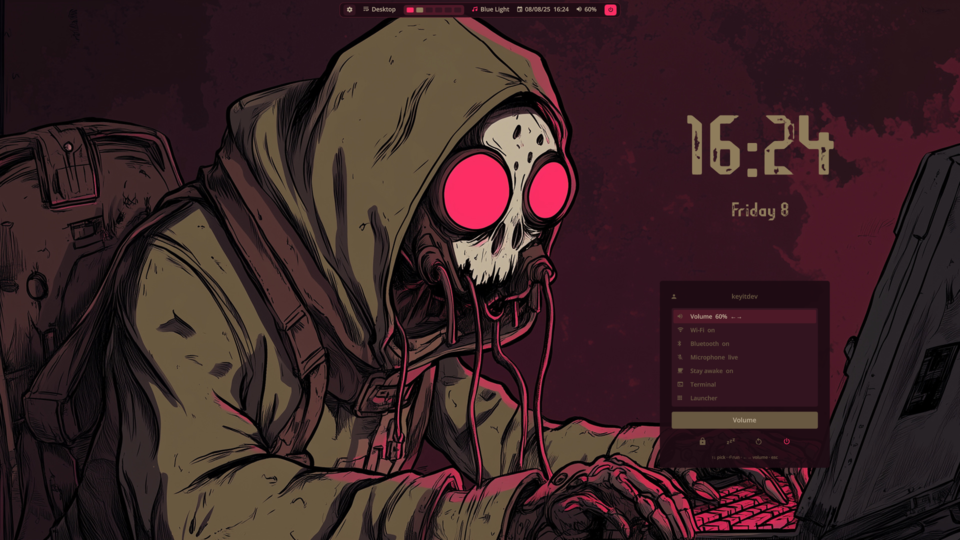 Desktop
Blue Light
08/08/25 16:24
60%
16:24
Friday 8
keyitdev
Volume 60% ←→
Wi-Fi on
Bluetooth on
Microphone live
Stay awake on
Terminal
Launcher
Volume